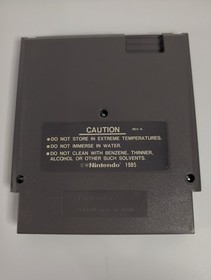 CAUTION
REV-A
●DO NOT STORE IN EXTREME TEMPERATURES.
●DO NOT IMMERSE IN WATER.
●DO NOT CLEAN WITH BENZENE, THINNER,
ALCOHOL OR OTHER SUCH SOLVENTS.
©Nintendo 1985